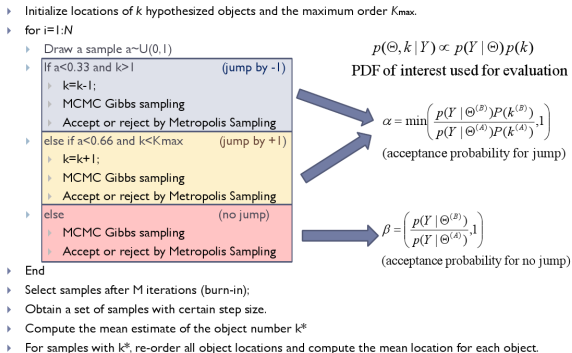 Initialize locations of k hypothesized objects and the maximum order Kmax.
for i=1:N
Draw a sample a~U(0,1)
If a<0.33 and k>1 (jump by -1)
k=k-1;
MCMC Gibbs sampling
Accept or reject by Metropolis Sampling
else if a<0.66 and k<Kmax (jump by +1)
k=k+1;
MCMC Gibbs sampling
Accept or reject by Metropolis Sampling
else (no jump)
MCMC Gibbs sampling
Accept or reject by Metropolis Sampling
End
Select samples after M iterations (burn-in);
Obtain a set of samples with certain step size.
Compute the mean estimate of the object number k*
For samples with k*, re-order all object locations and compute the mean location for each object.
p(Θ,k|Y) ∝ p(Y|Θ)p(k)
PDF of interest used for evaluation
α = min(p(Y|Θ^(B))P(k^(B)) / p(Y|Θ^(A))P(k^(A)), 1)
(acceptance probability for jump)
β = (p(Y|Θ^(B)) / p(Y|Θ^(A)), 1)
(acceptance probability for no jump)